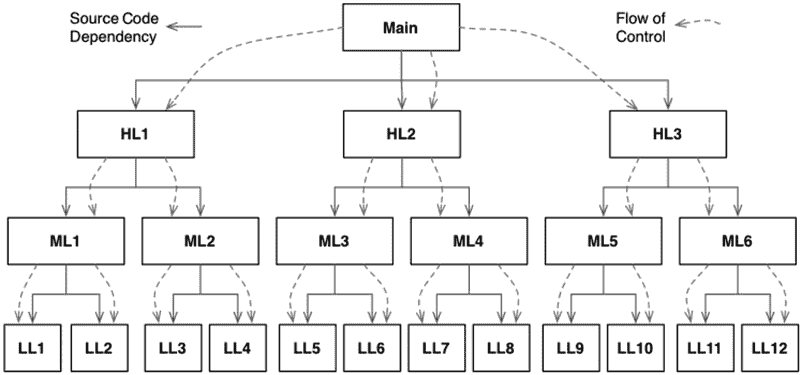 Source Code
Dependency
Main
Flow of
Control
HL1
HL2
HL3
ML1
ML2
ML3
ML4
ML5
ML6
LL1
LL2
LL3
LL4
LL5
LL6
LL7
LL8
LL9
LL10
LL11
LL12